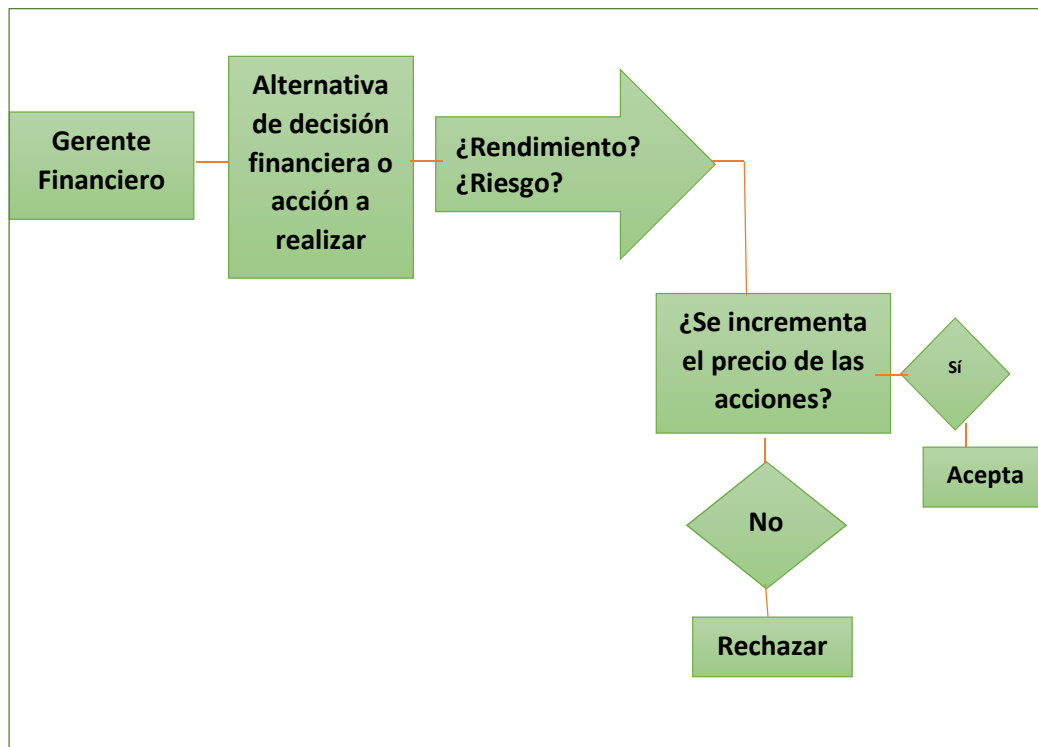 Gerente
Financiero
Alternativa
de decisión
financiera o
acción a
realizar
¿Rendimiento?
¿Riesgo?
¿Se incrementa
el precio de las
acciones?
Sí
Acepta
No
Rechazar